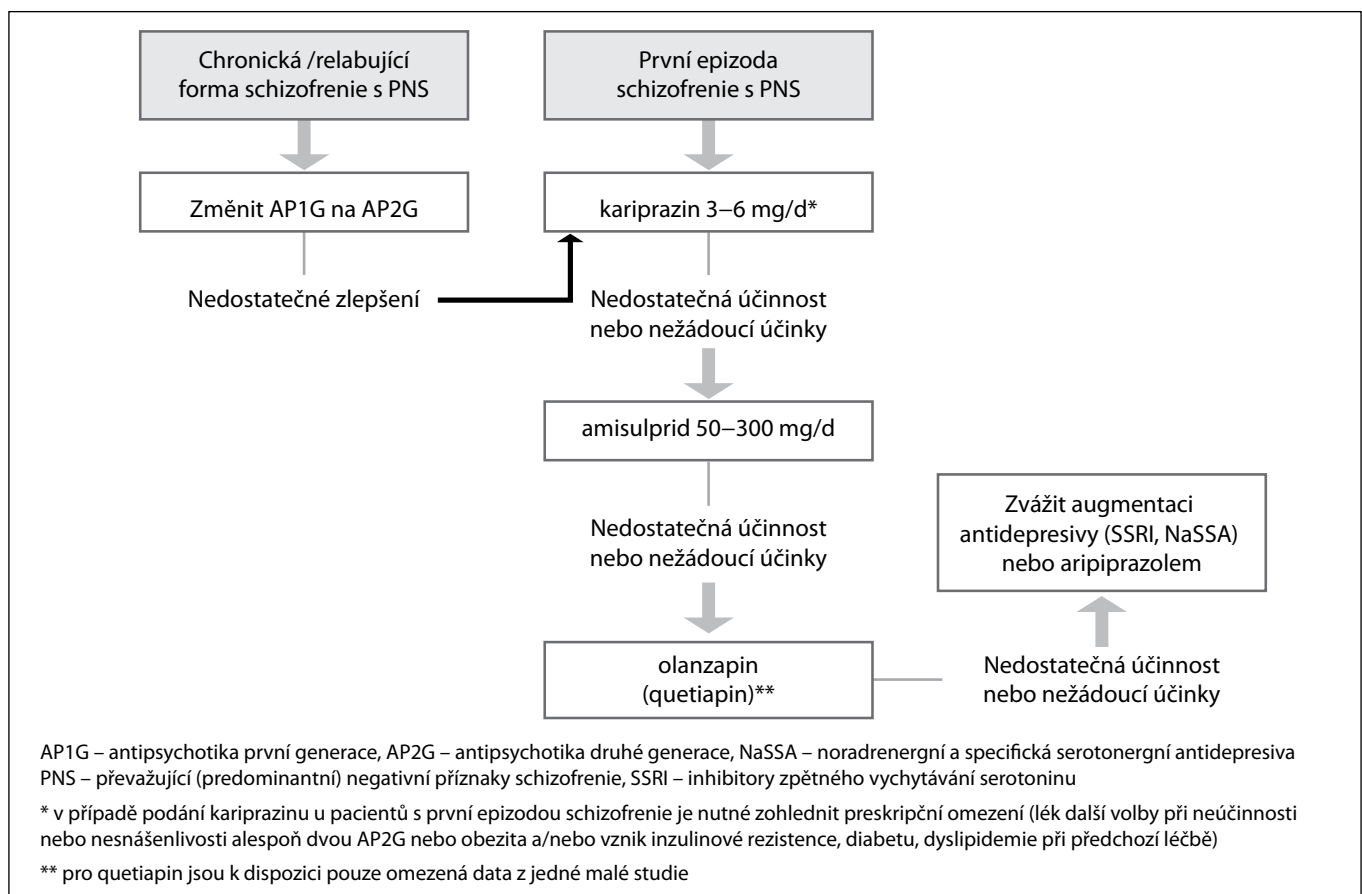 Chronická /relabující
forma schizofrenie s PNS
První epizoda
schizofrenie s PNS
Změnit AP1G na AP2G
kariprazin 3–6 mg/d*
Nedostatečné zlepšení
Nedostatečná účinnost
nebo nežádoucí účinky
amisulprid 50–300 mg/d
Nedostatečná účinnost
nebo nežádoucí účinky
Zvážit augmentaci
antidepresivy (SSRI, NaSSA)
nebo aripiprazolem
olanzapin
(quetiapin)**
Nedostatečná účinnost
nebo nežádoucí účinky
AP1G – antipsychotika první generace, AP2G – antipsychotika druhé generace, NaSSA – noradrenergní a specifická serotonergní antidepresiva
PNS – převažující (predominantní) negativní příznaky schizofrenie, SSRI – inhibitory zpětného vychytávání serotoninu
* v případě podání kariprazinu u pacientů s první epizodou schizofrenie je nutné zohlednit preskripční omezení (lék další volby při neúčinnosti
nebo nesnášenlivosti alespoň dvou AP2G nebo obezita a/nebo vznik inzulinové rezistence, diabetu, dyslipidemie při předchozí léčbě)
** pro quetiapin jsou k dispozici pouze omezená data z jedné malé studie